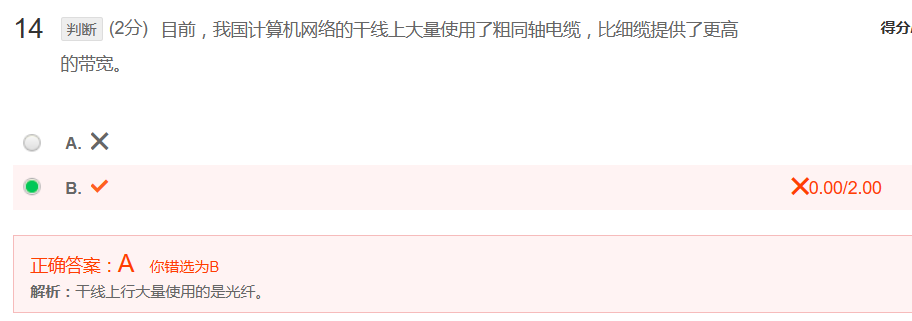 14 判断 (2分) 目前，我国计算机网络的干线上大量使用了粗同轴电缆，比细缆提供了更高 得分
的带宽。
A. ✕
B. ✓ ✕0.00/2.00
正确答案：A 你错选为B
解析：干线上行大量使用的是光纤。